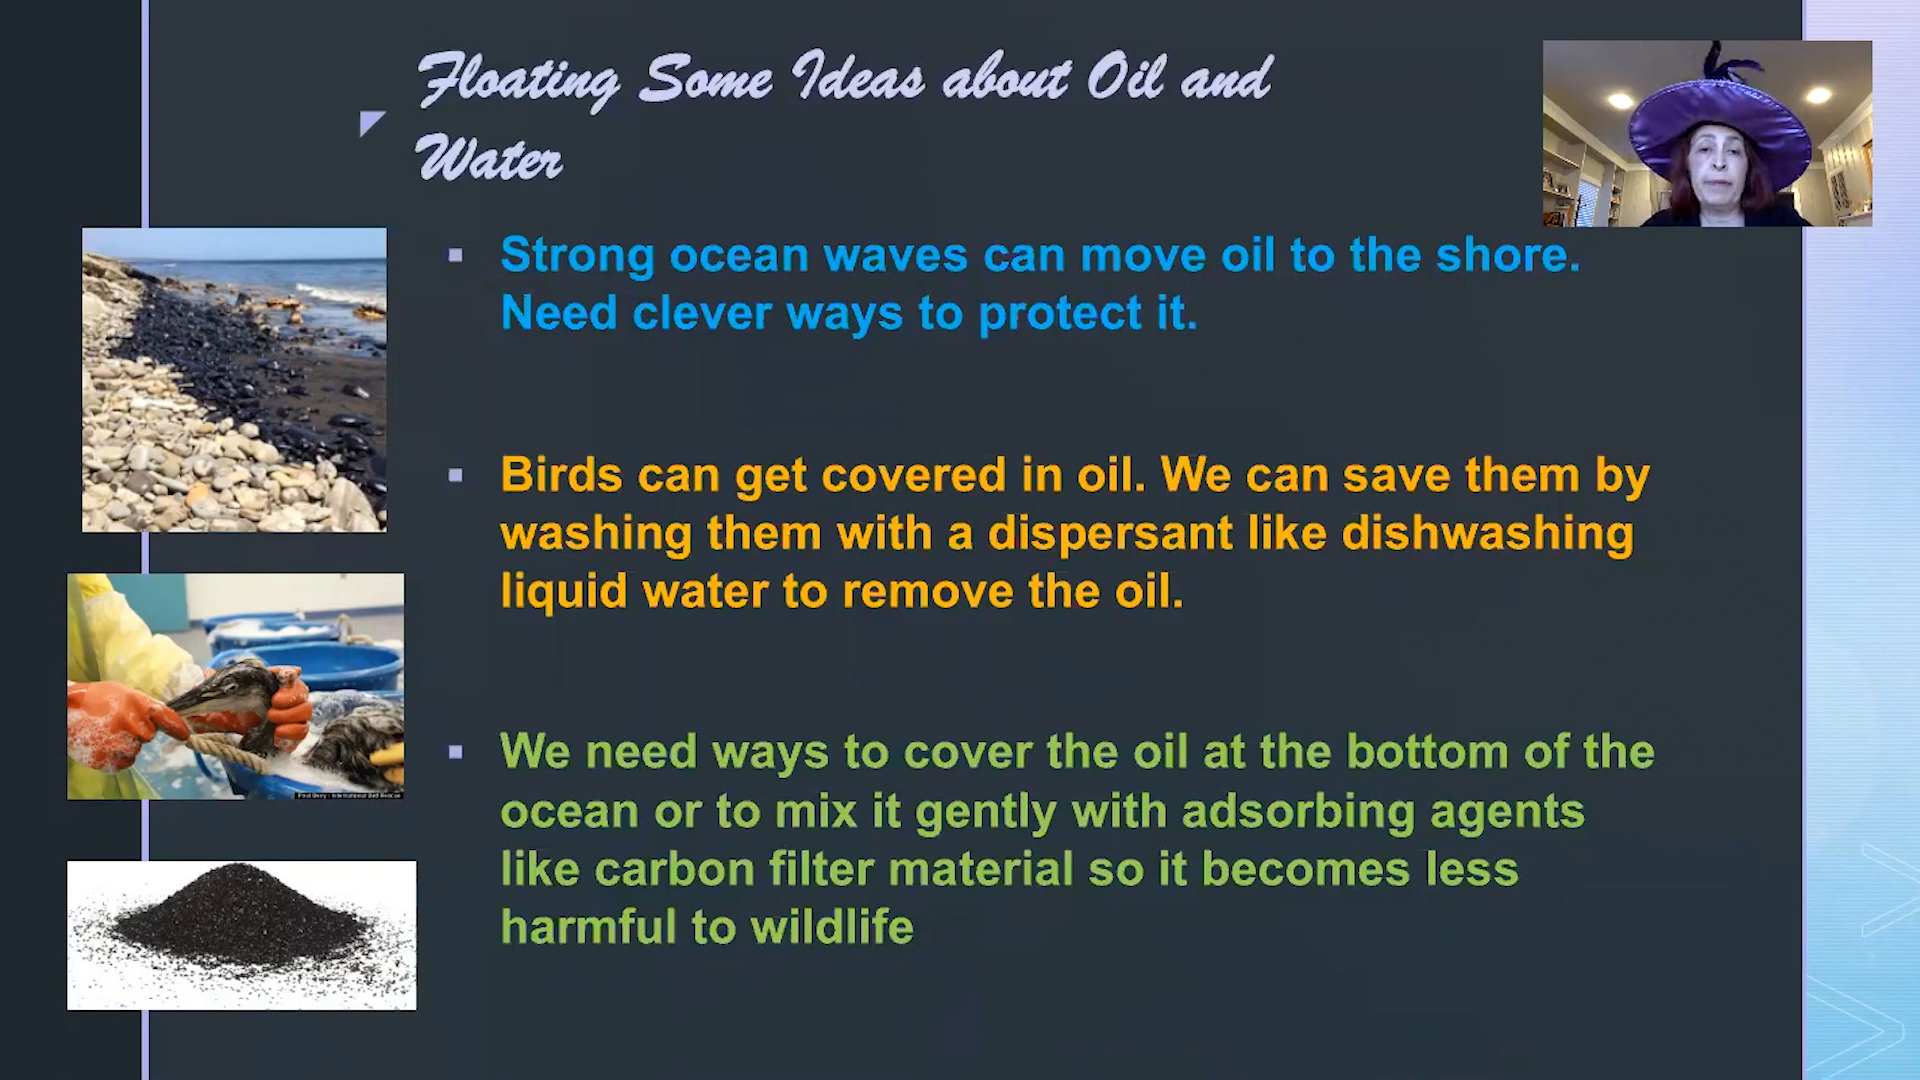 Floating Some Ideas about Oil and
Water
Strong ocean waves can move oil to the shore.
Need clever ways to protect it.
Birds can get covered in oil. We can save them by
washing them with a dispersant like dishwashing
liquid water to remove the oil.
We need ways to cover the oil at the bottom of the
ocean or to mix it gently with adsorbing agents
like carbon filter material so it becomes less
harmful to wildlife